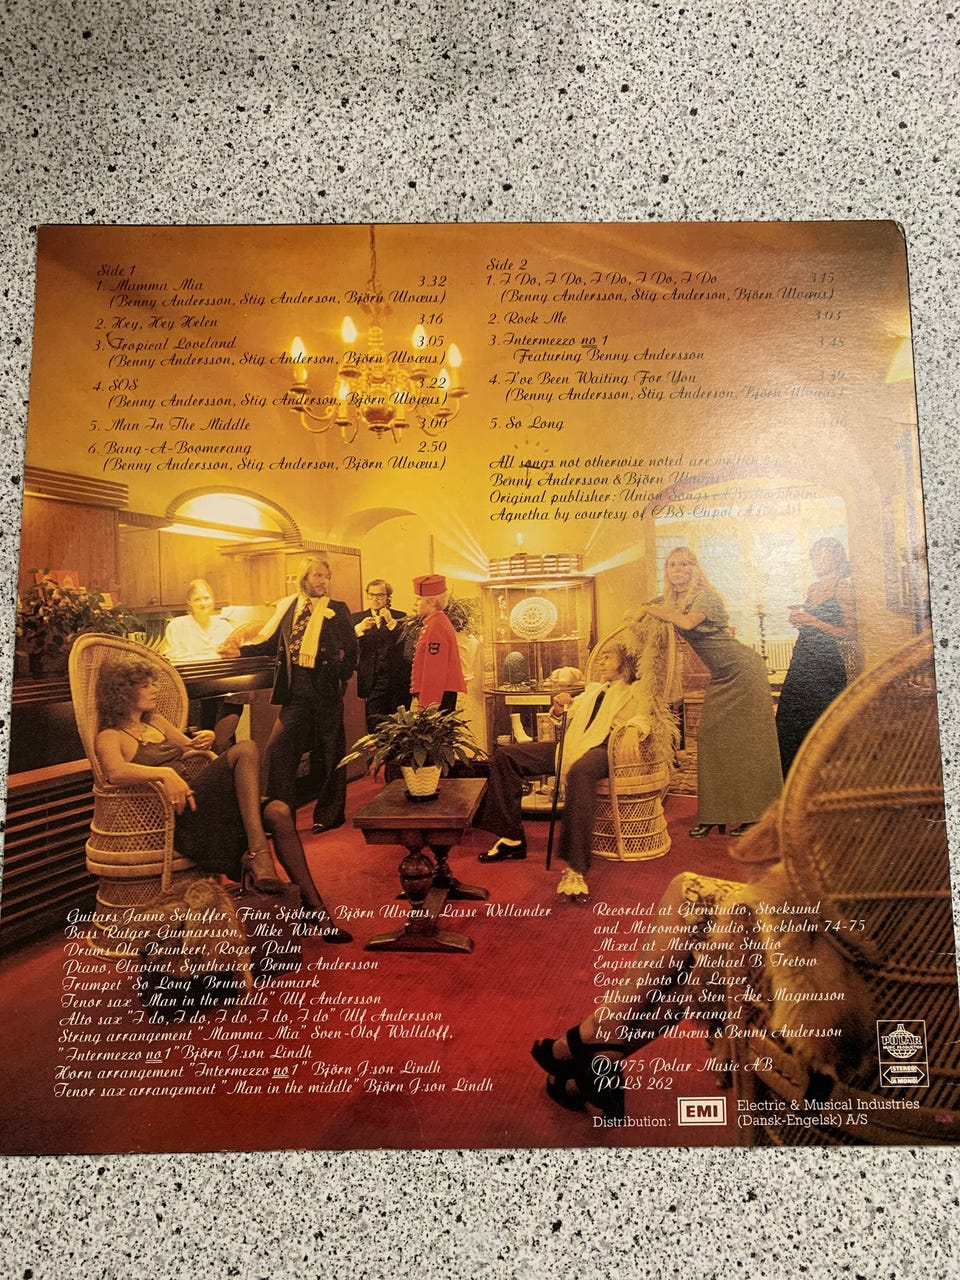 Side 1
1. Mamma Mia 3.32
(Benny Andersson, Stig Anderson, Björn Ulvæus)
2. Hey, Hey Helen 3.16
3. Tropical Loveland 3.05
(Benny Andersson, Stig Anderson, Björn Ulvæus)
4. SOS 3.22
(Benny Andersson, Stig Anderson, Björn Ulvæus)
5. Man In The Middle 3.00
6. Bang-A-Boomerang 2.50
(Benny Andersson, Stig Anderson, Björn Ulvæus)
Side 2
1. I Do, I Do, I Do, I Do, I Do 3.15
(Benny Andersson, Stig Anderson, Björn Ulvæus)
2. Rock Me 3.03
3. Intermezzo no 1 3.48
Featuring Benny Andersson
4. I've Been Waiting For You 3.39
(Benny Andersson, Stig Anderson, Björn Ulvæus)
5. So Long
All songs not otherwise noted are written by
Benny Andersson & Björn Ulvæus
Original publisher: Union Songs AB, Stockholm
Agnetha by courtesy of CBS-Cupol AB
Guitars Janne Schaffer, Finn Sjöberg, Björn Ulvæus, Lasse Wellander
Bass Rutger Gunnarsson, Mike Watson
Drums Ola Brunkert, Roger Palm
Piano, Clavinet, Synthesizer Benny Andersson
Trumpet "So Long" Bruno Glenmark
Tenor sax "Man in the middle" Ulf Andersson
Alto sax "I do, I do, I do, I do, I do" Ulf Andersson
String arrangement "Mamma Mia" Sven-Olof Walldoff,
"Intermezzo no 1" Björn J:son Lindh
Horn arrangement "Intermezzo no 1" Björn J:son Lindh
Tenor sax arrangement "Man in the middle" Björn J:son Lindh
Recorded at Glenstudio, Stocksund
and Metronome Studio, Stockholm 74-75
Mixed at Metronome Studio
Engineered by Michael B. Tretow
Cover photo Ola Lager
Album Design Sten-Åke Magnusson
Produced & Arranged
by Björn Ulvæus & Benny Andersson
Ⓟ1975 Polar Music AB
POLS 262
Distribution: EMI Electric & Musical Industries
(Dansk-Engelsk) A/S
POLAR
MUSIC PRODUCTION
STEREO
& MONO